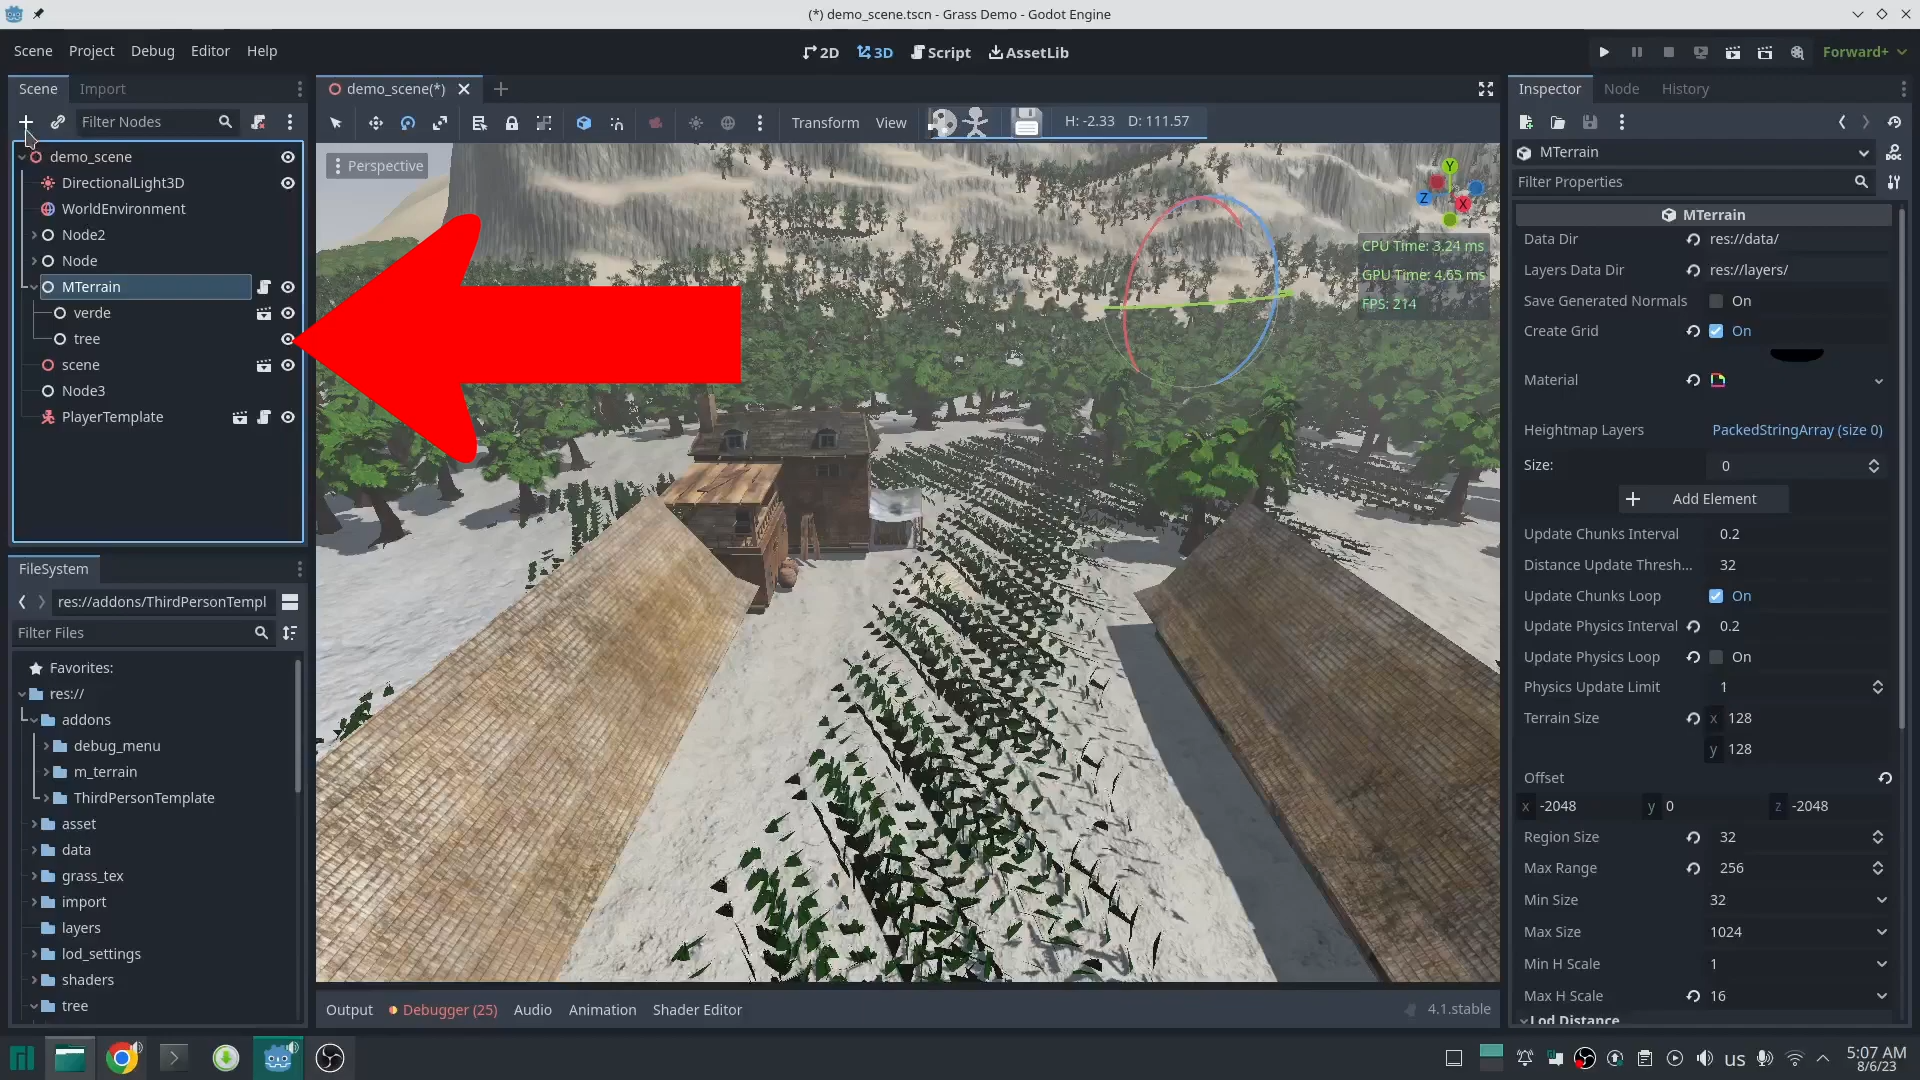 (*) demo_scene.tscn - Grass Demo - Godot Engine
Scene Project Debug Editor Help
2D 3D Script AssetLib
Forward+
Scene Import
Filter Nodes
demo_scene
DirectionalLight3D
WorldEnvironment
Node2
Node
MTerrain
verde
tree
scene
Node3
PlayerTemplate
FileSystem
res://addons/ThirdPersonTempl
Filter Files
Favorites:
res://
addons
debug_menu
m_terrain
ThirdPersonTemplate
asset
data
grass_tex
import
layers
lod_settings
shaders
tree
demo_scene(*)
Transform View
H: -2.33 D: 111.57
Perspective
Y
Z X
CPU Time: 3.24 ms
GPU Time: 4.65 ms
FPS: 214
Output Debugger (25) Audio Animation Shader Editor
4.1.stable
Inspector Node History
MTerrain
Filter Properties
MTerrain
Data Dir res://data/
Layers Data Dir res://layers/
Save Generated Normals On
Create Grid On
Material
Heightmap Layers PackedStringArray (size 0)
Size: 0
Add Element
Update Chunks Interval 0.2
Distance Update Thresh... 32
Update Chunks Loop On
Update Physics Interval 0.2
Update Physics Loop On
Physics Update Limit 1
Terrain Size x 128
y 128
Offset
x -2048 y 0 z -2048
Region Size 32
Max Range 256
Min Size 32
Max Size 1024
Min H Scale 1
Max H Scale 16
Lod Distance
us
5:07 AM
8/6/23